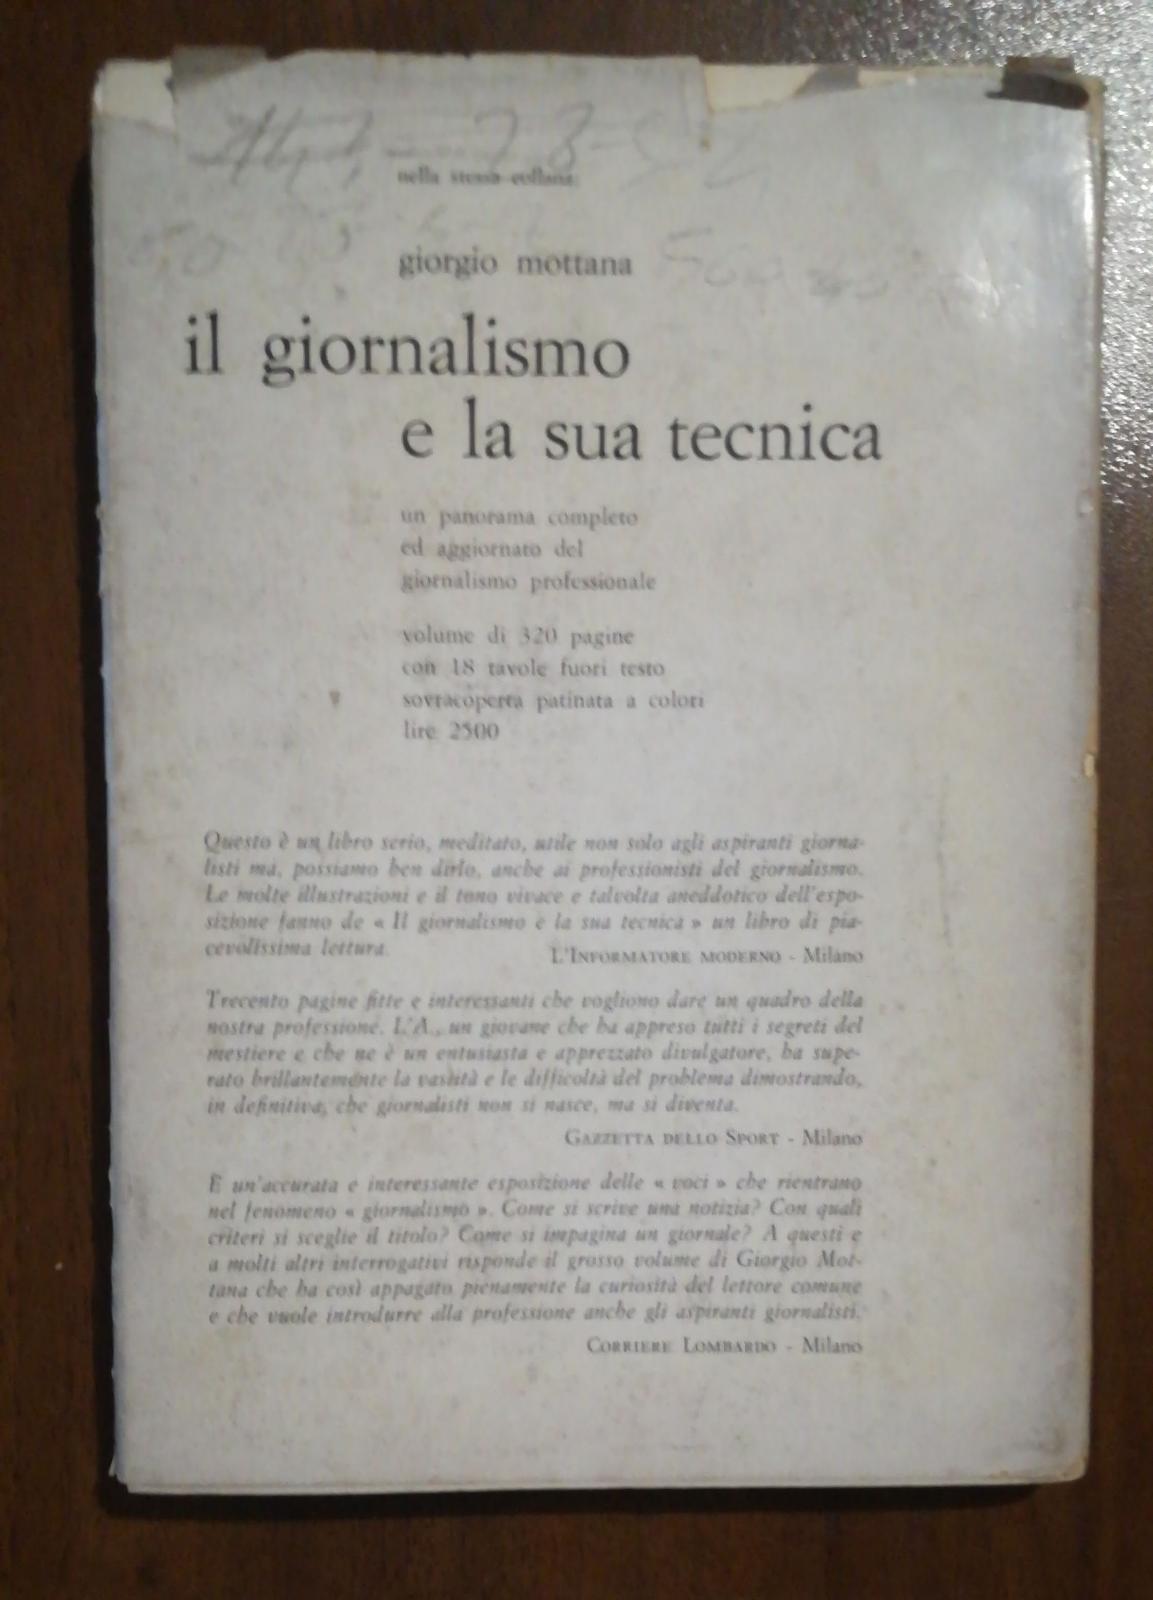 nella stessa collana:
giorgio mottana
il giornalismo
e la sua tecnica
un panorama completo
ed aggiornato del
giornalismo professionale
volume di 320 pagine
con 18 tavole fuori testo
sovracoperta patinata a colori
lire 2500
Questo è un libro serio, meditato, utile non solo agli aspiranti giorna-
listi ma, possiamo ben dirlo, anche ai professionisti del giornalismo.
Le molte illustrazioni e il tono vivace e talvolta aneddotico dell'espo-
sizione fanno de « Il giornalismo e la sua tecnica » un libro di pia-
cevolissima lettura.
L'Informatore moderno - Milano
Trecento pagine fitte e interessanti che vogliono dare un quadro della
nostra professione. L'A., un giovane che ha appreso tutti i segreti del
mestiere e che ne è un entusiasta e apprezzato divulgatore, ha supe-
rato brillantemente la vastità e le difficoltà del problema dimostrando,
in definitiva, che giornalisti non si nasce, ma si diventa.
Gazzetta dello Sport - Milano
E un'accurata e interessante esposizione delle « voci » che rientrano
nel fenomeno « giornalismo ». Come si scrive una notizia? Con quali
criteri si sceglie il titolo? Come si impagina un giornale? A questi e
a molti altri interrogativi risponde il grosso volume di Giorgio Mot-
tana che ha così appagato pienamente la curiosità del lettore comune
e che vuole introdurre alla professione anche gli aspiranti giornalisti.
Corriere Lombardo - Milano